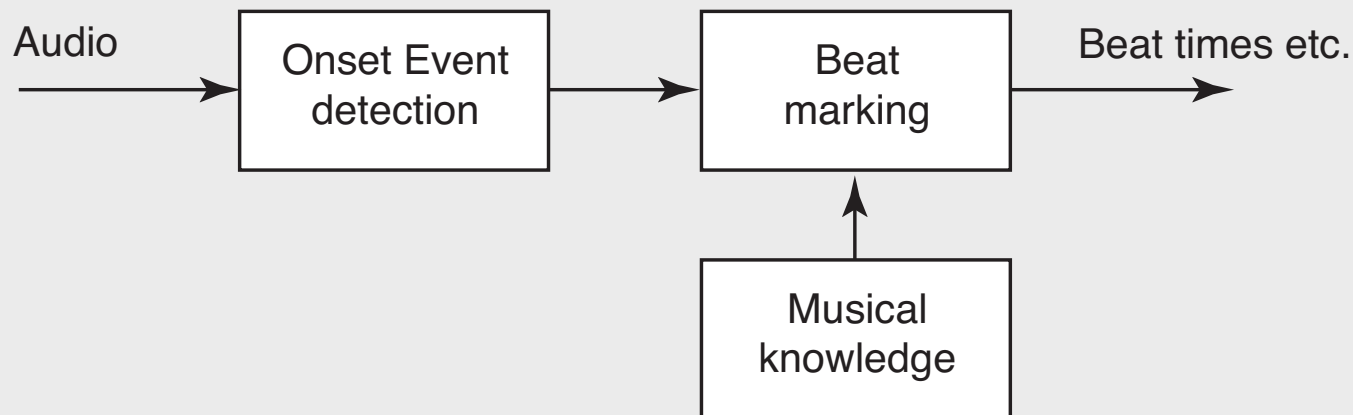 Audio
Onset Event
detection
Beat
marking
Beat times etc.
Musical
knowledge